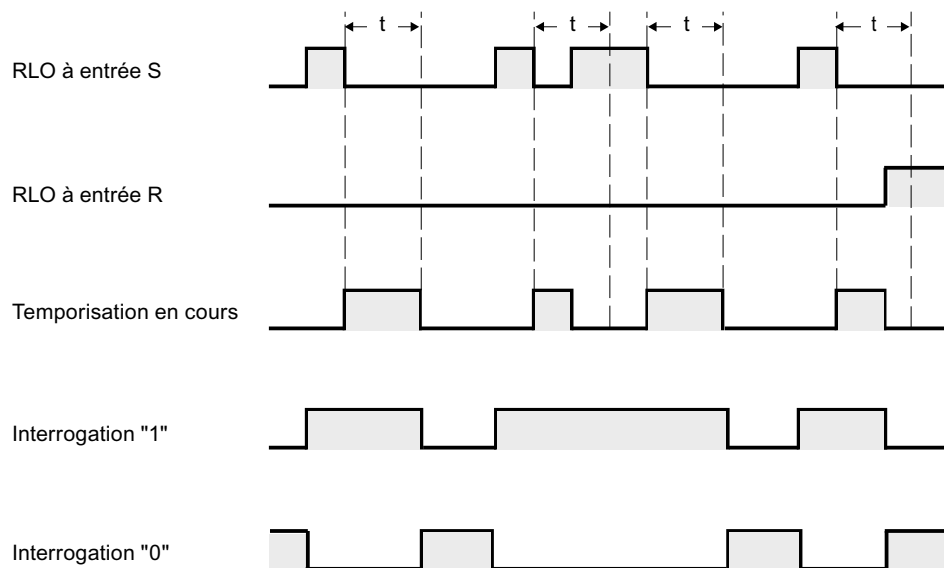 t t t t
RLO à entrée S
RLO à entrée R
Temporisation en cours
Interrogation "1"
Interrogation "0"